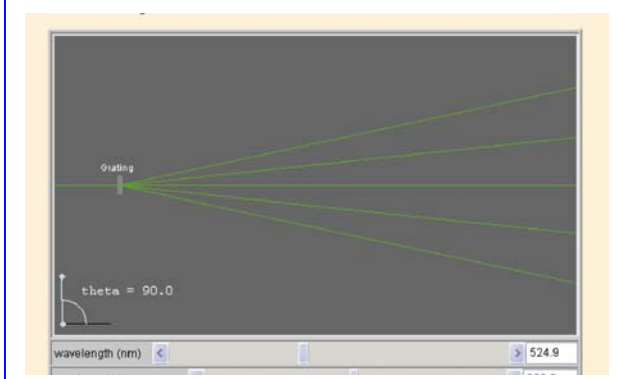 Grating
theta = 90.0
wavelength (nm) 524.9